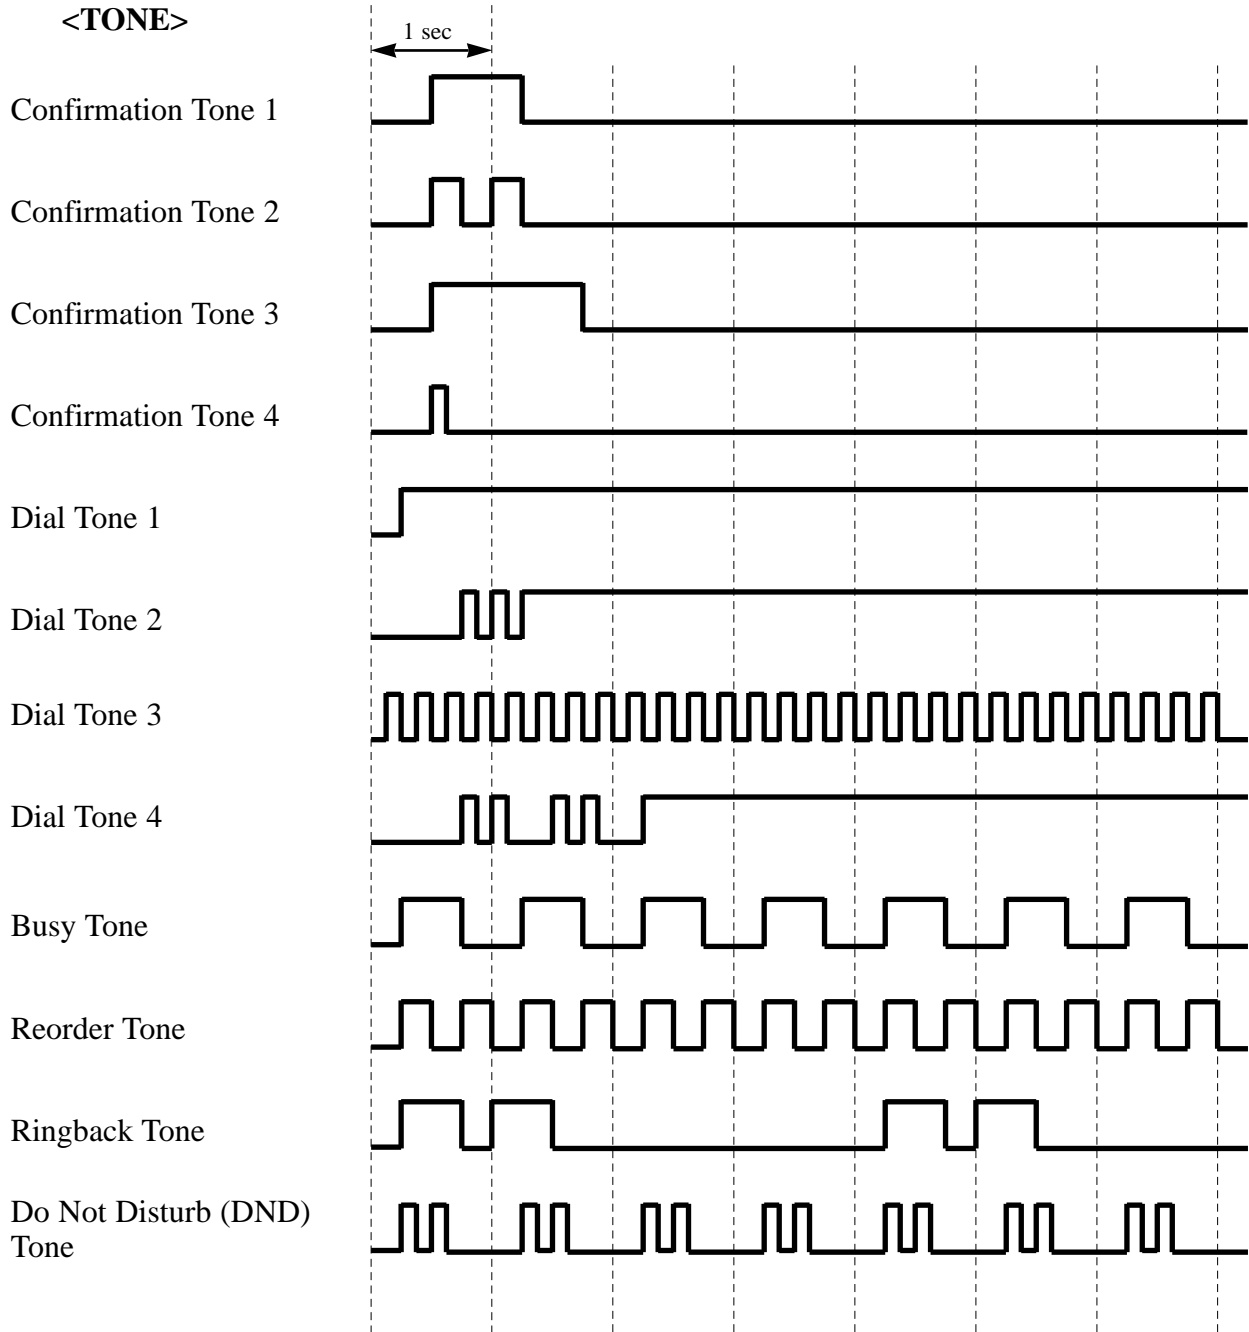 <TONE>
1 sec
Confirmation Tone 1
Confirmation Tone 2
Confirmation Tone 3
Confirmation Tone 4
Dial Tone 1
Dial Tone 2
Dial Tone 3
Dial Tone 4
Busy Tone
Reorder Tone
Ringback Tone
Do Not Disturb (DND)
Tone